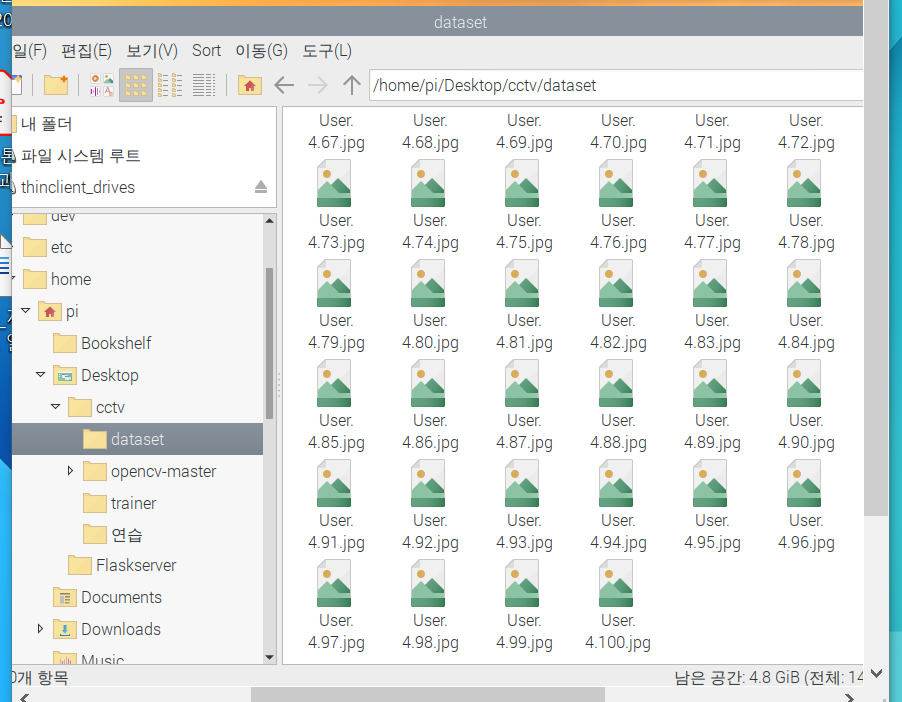 dataset
일(F) 편집(E) 보기(V) Sort 이동(G) 도구(L)
/home/pi/Desktop/cctv/dataset
내 폴더
파일 시스템 루트
thinclient_drives
dev
etc
home
pi
Bookshelf
Desktop
cctv
dataset
opencv-master
trainer
연습
Flaskserver
Documents
Downloads
Music
User. User. User. User. User. User.
4.67.jpg 4.68.jpg 4.69.jpg 4.70.jpg 4.71.jpg 4.72.jpg
User. User. User. User. User. User.
4.73.jpg 4.74.jpg 4.75.jpg 4.76.jpg 4.77.jpg 4.78.jpg
User. User. User. User. User. User.
4.79.jpg 4.80.jpg 4.81.jpg 4.82.jpg 4.83.jpg 4.84.jpg
User. User. User. User. User. User.
4.85.jpg 4.86.jpg 4.87.jpg 4.88.jpg 4.89.jpg 4.90.jpg
User. User. User. User. User. User.
4.91.jpg 4.92.jpg 4.93.jpg 4.94.jpg 4.95.jpg 4.96.jpg
User. User. User. User.
4.97.jpg 4.98.jpg 4.99.jpg 4.100.jpg
0개 항목 남은 공간: 4.8 GiB (전체: 14